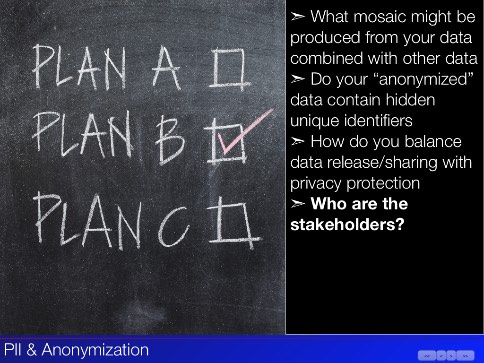 PLAN A
PLAN B
PLAN C
➣ What mosaic might be
produced from your data
combined with other data
➣ Do your “anonymized”
data contain hidden
unique identifiers
➣ How do you balance
data release/sharing with
privacy protection
➣ Who are the
stakeholders?
PII & Anonymization